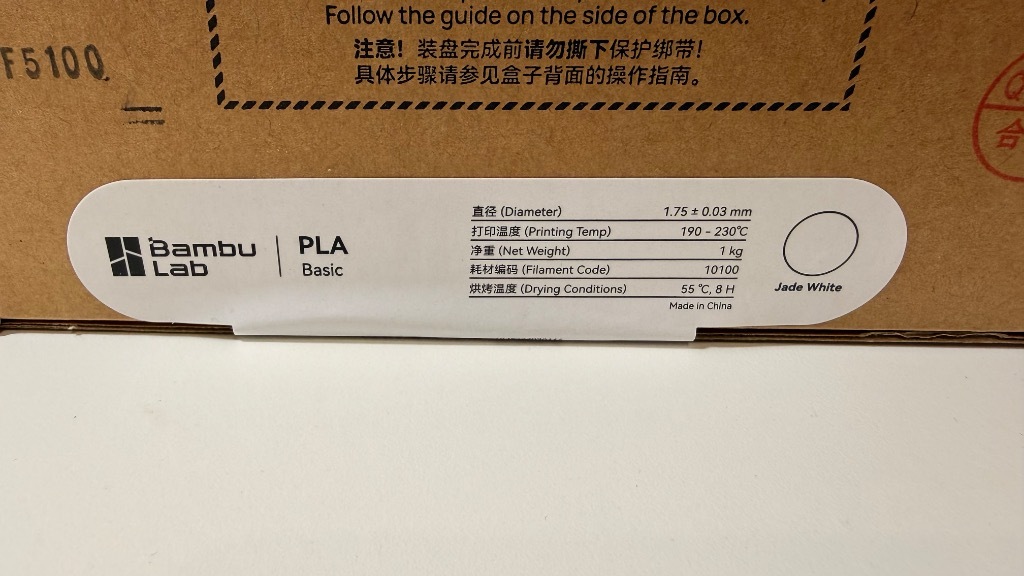 Follow the guide on the side of the box.
注意！装盘完成前请勿撕下保护绑带！
具体步骤请参见盒子背面的操作指南。
F5100
合
Bambu
Lab
PLA
Basic
直径 (Diameter) 1.75 ± 0.03 mm
打印温度 (Printing Temp) 190 - 230℃
净重 (Net Weight) 1 kg
耗材编码 (Filament Code) 10100
烘烤温度 (Drying Conditions) 55 ℃, 8 H
Made in China
Jade White